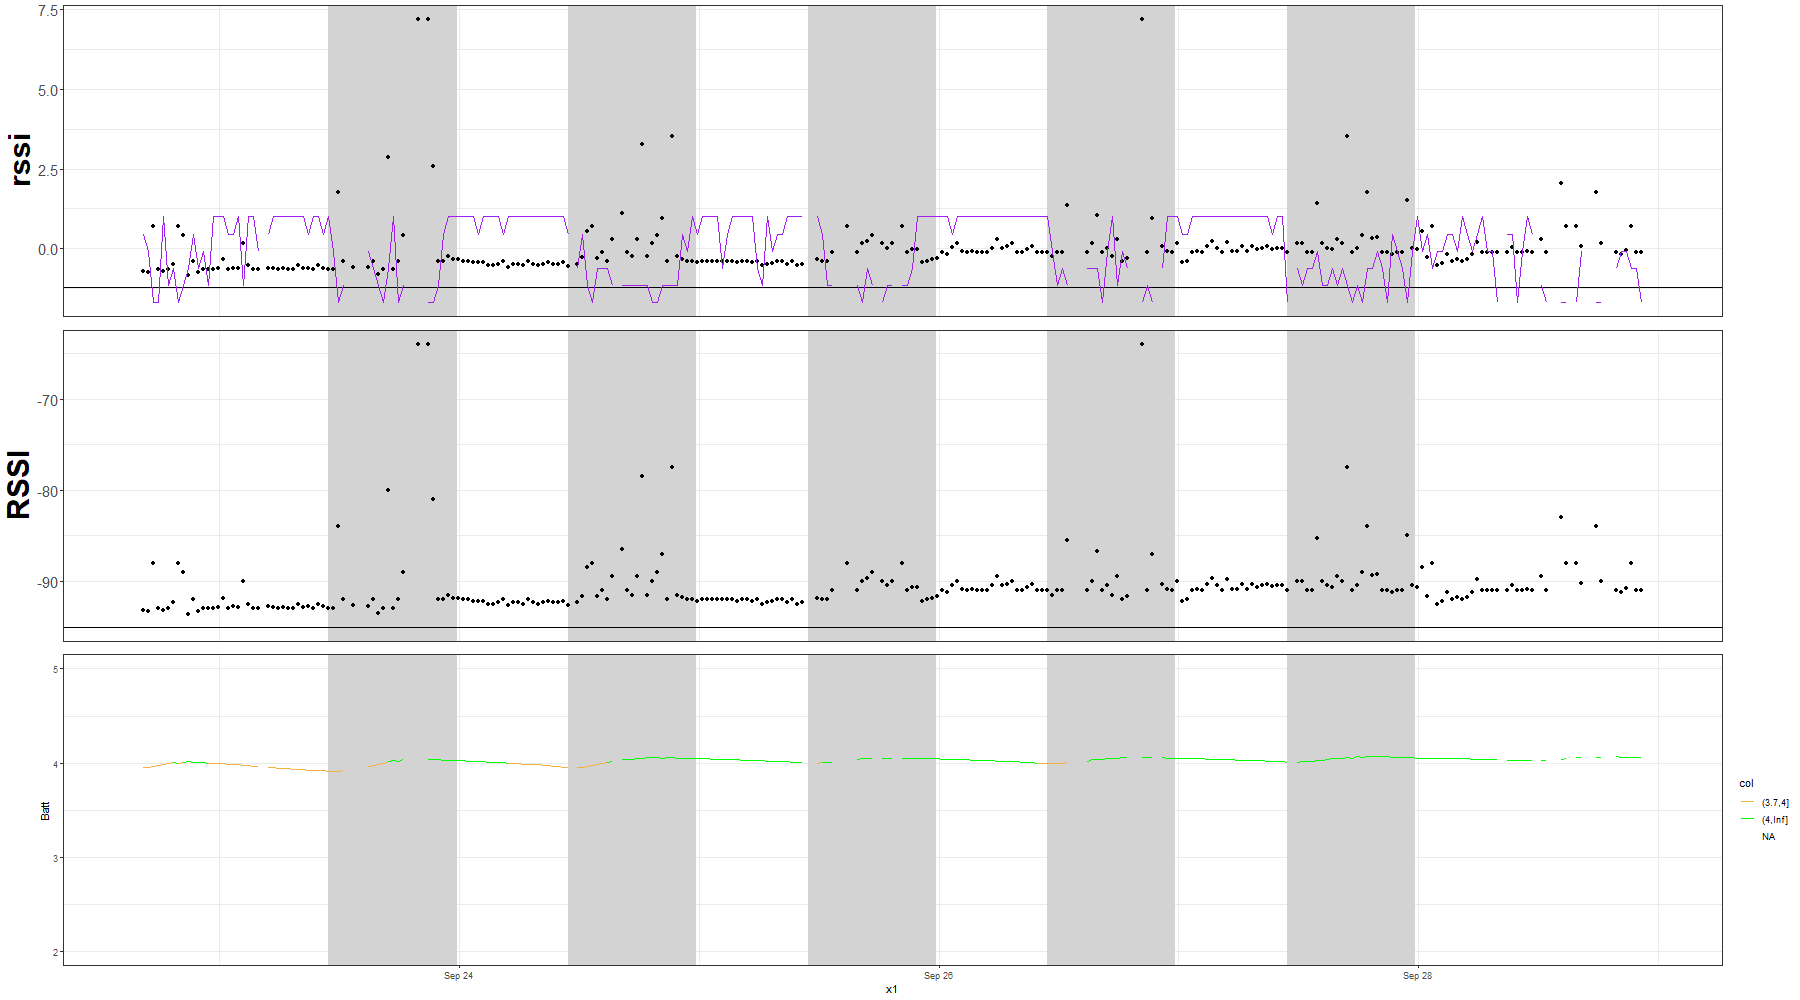 rssi
7.5
5.0
2.5
0.0
RSSI
-70
-80
-90
Batt
5
4
3
2
Sep 24
Sep 26
Sep 28
x1
col
(3.7,4]
(4,Inf]
NA